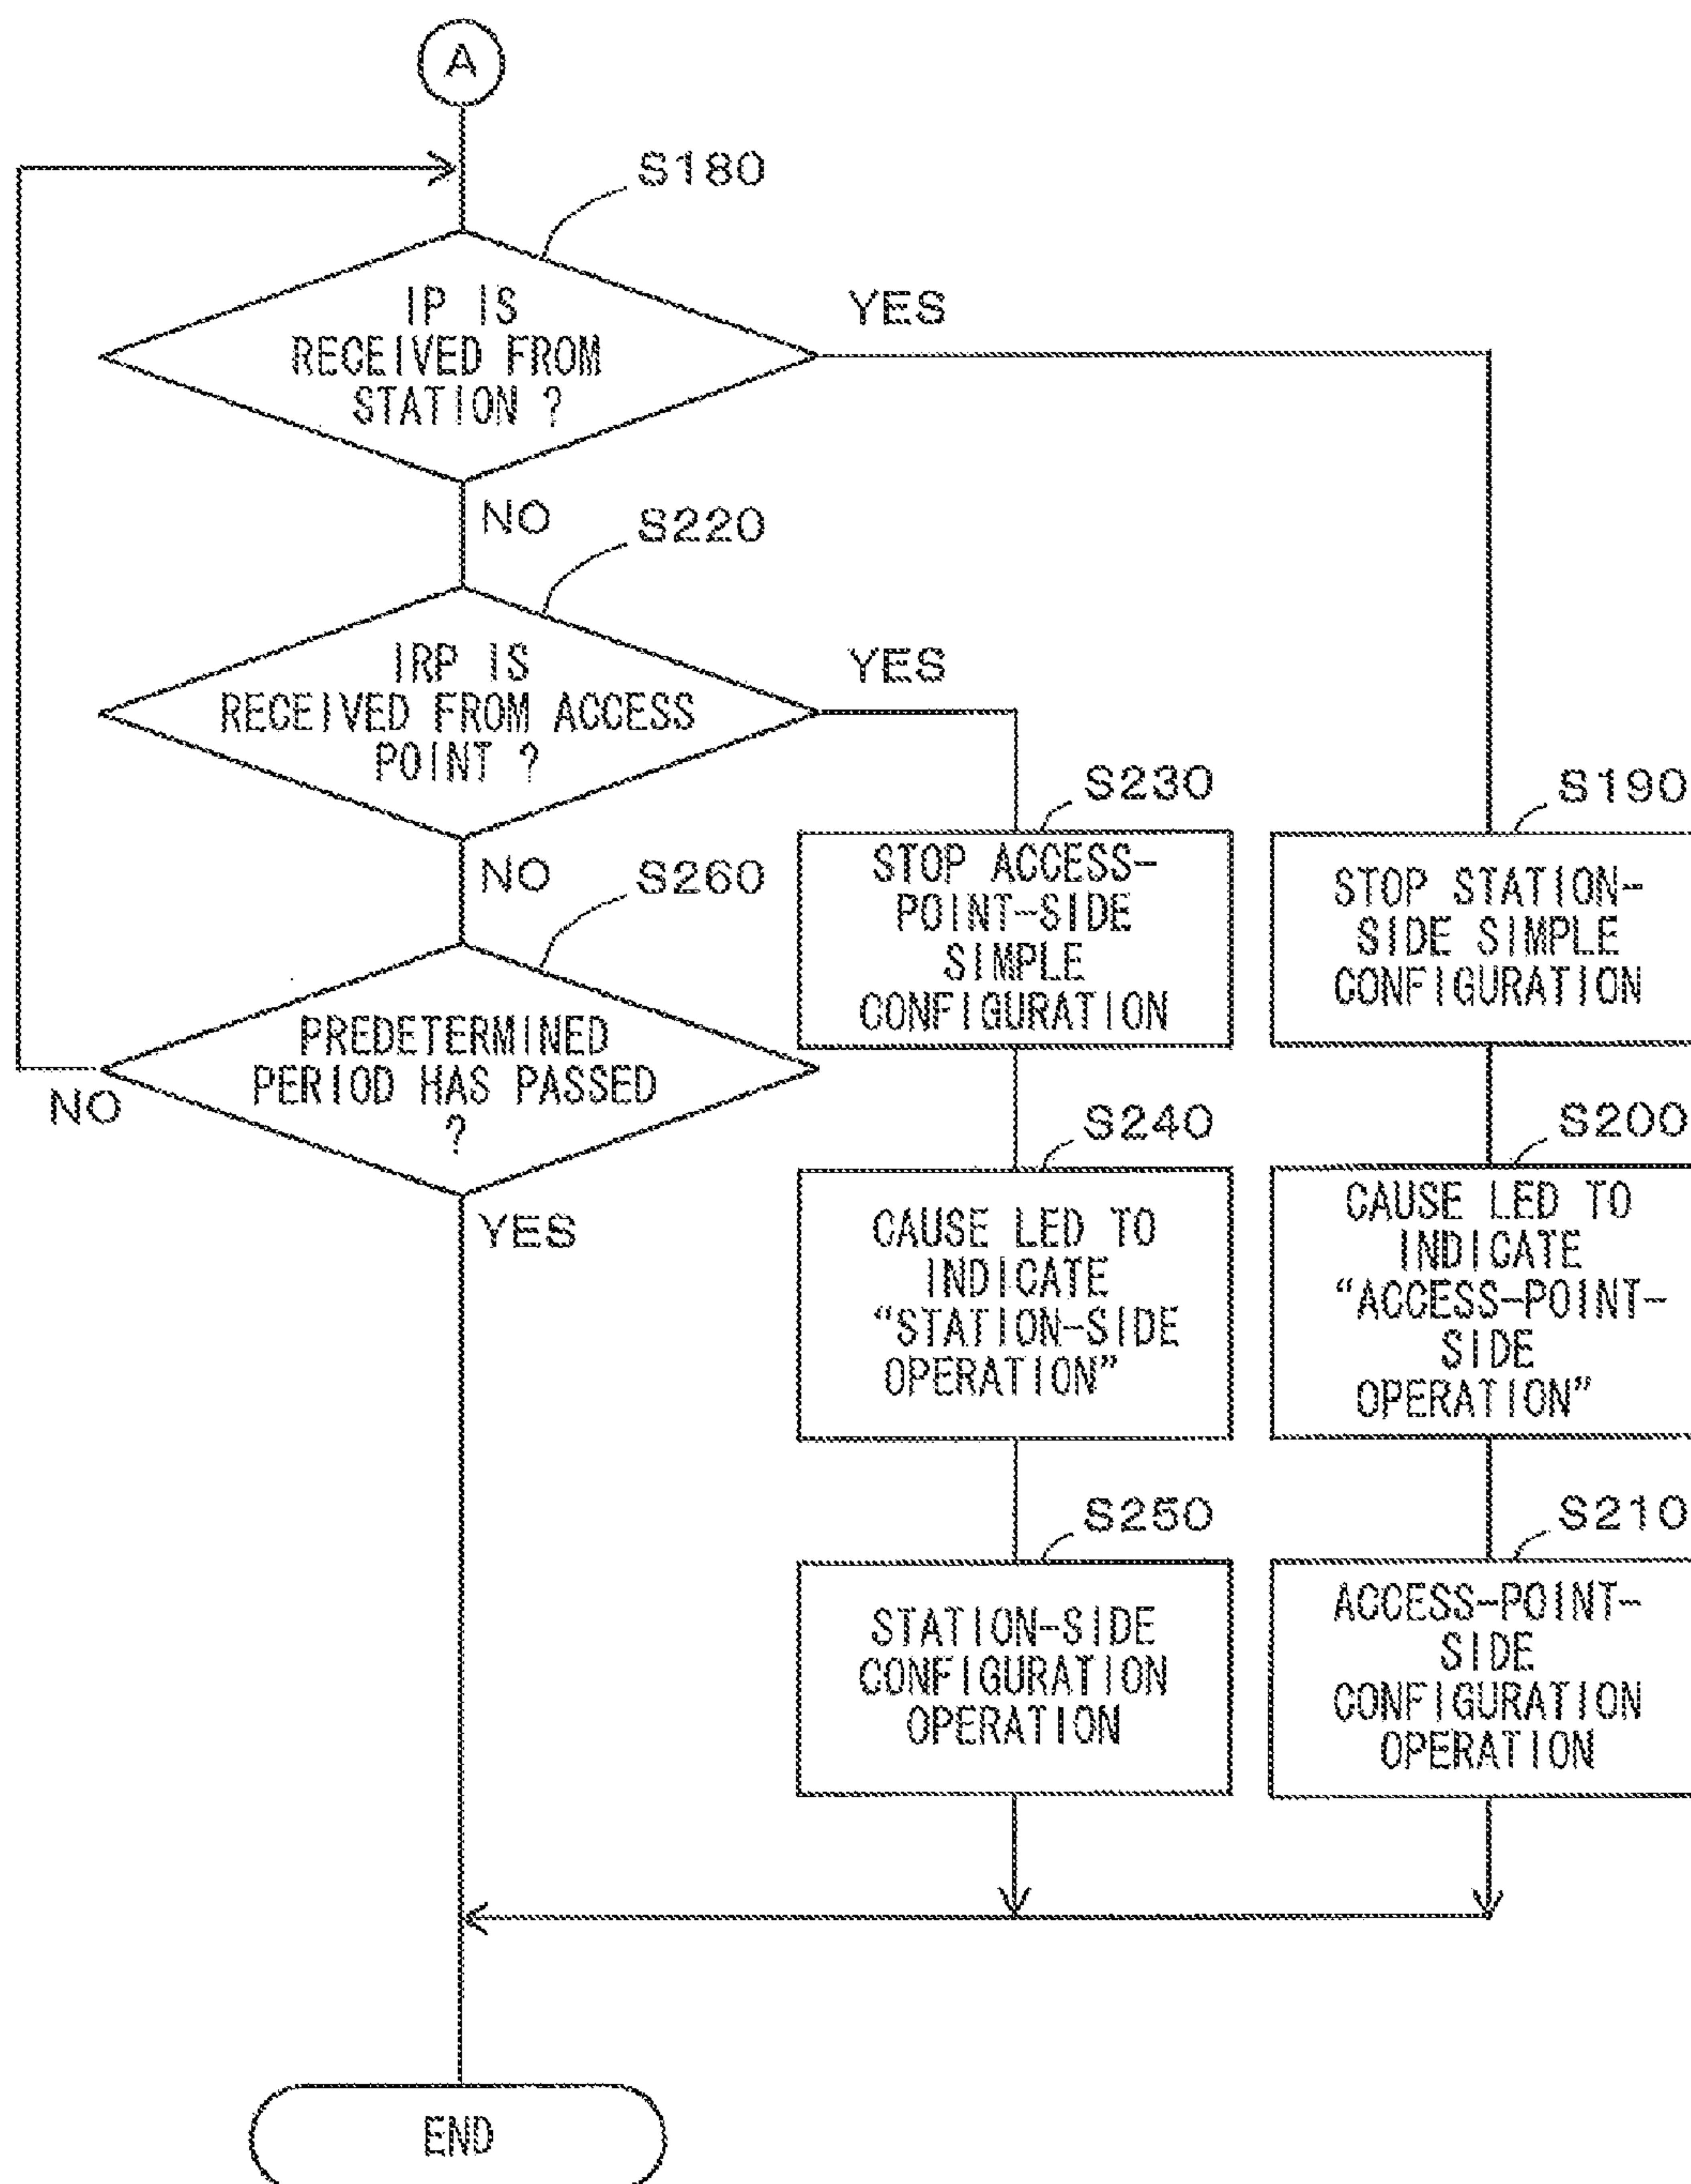 A
S180
IP IS
RECEIVED FROM
STATION ?
YES
NO
S220
IRP IS
RECEIVED FROM ACCESS
POINT ?
YES
NO
S260
PREDETERMINED
PERIOD HAS PASSED
?
NO
YES
S230
STOP ACCESS-
POINT-SIDE
SIMPLE
CONFIGURATION
S240
CAUSE LED TO
INDICATE
“STATION-SIDE
OPERATION”
S250
STATION-SIDE
CONFIGURATION
OPERATION
S190
STOP STATION-
SIDE SIMPLE
CONFIGURATION
S200
CAUSE LED TO
INDICATE
“ACCESS-POINT-
SIDE
OPERATION”
S210
ACCESS-POINT-
SIDE
CONFIGURATION
OPERATION
END